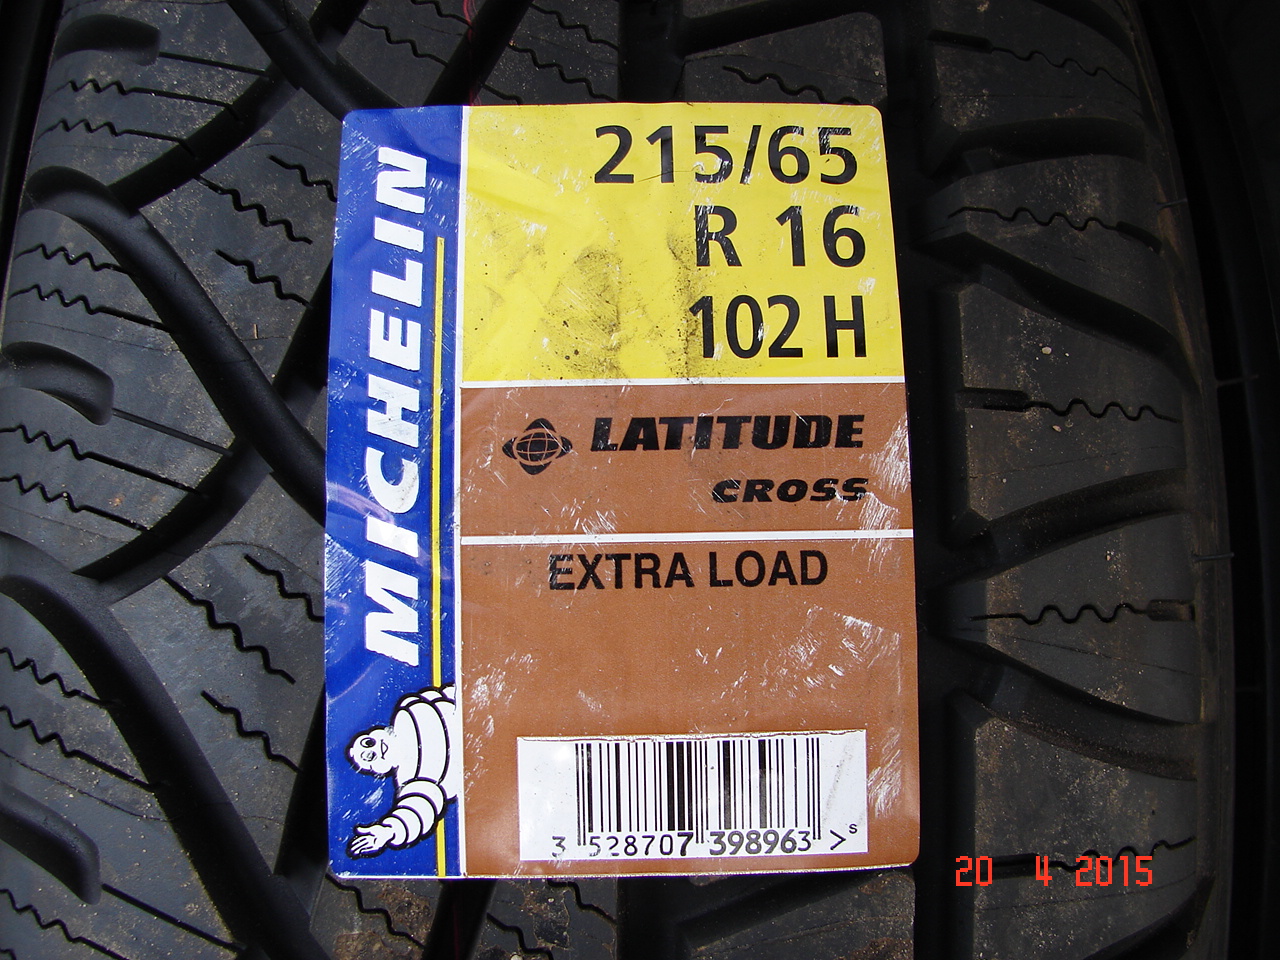 MICHELIN
215/65
R 16
102 H
LATITUDE
CROSS
EXTRA LOAD
3 528707 398963 > s
20 4 2015